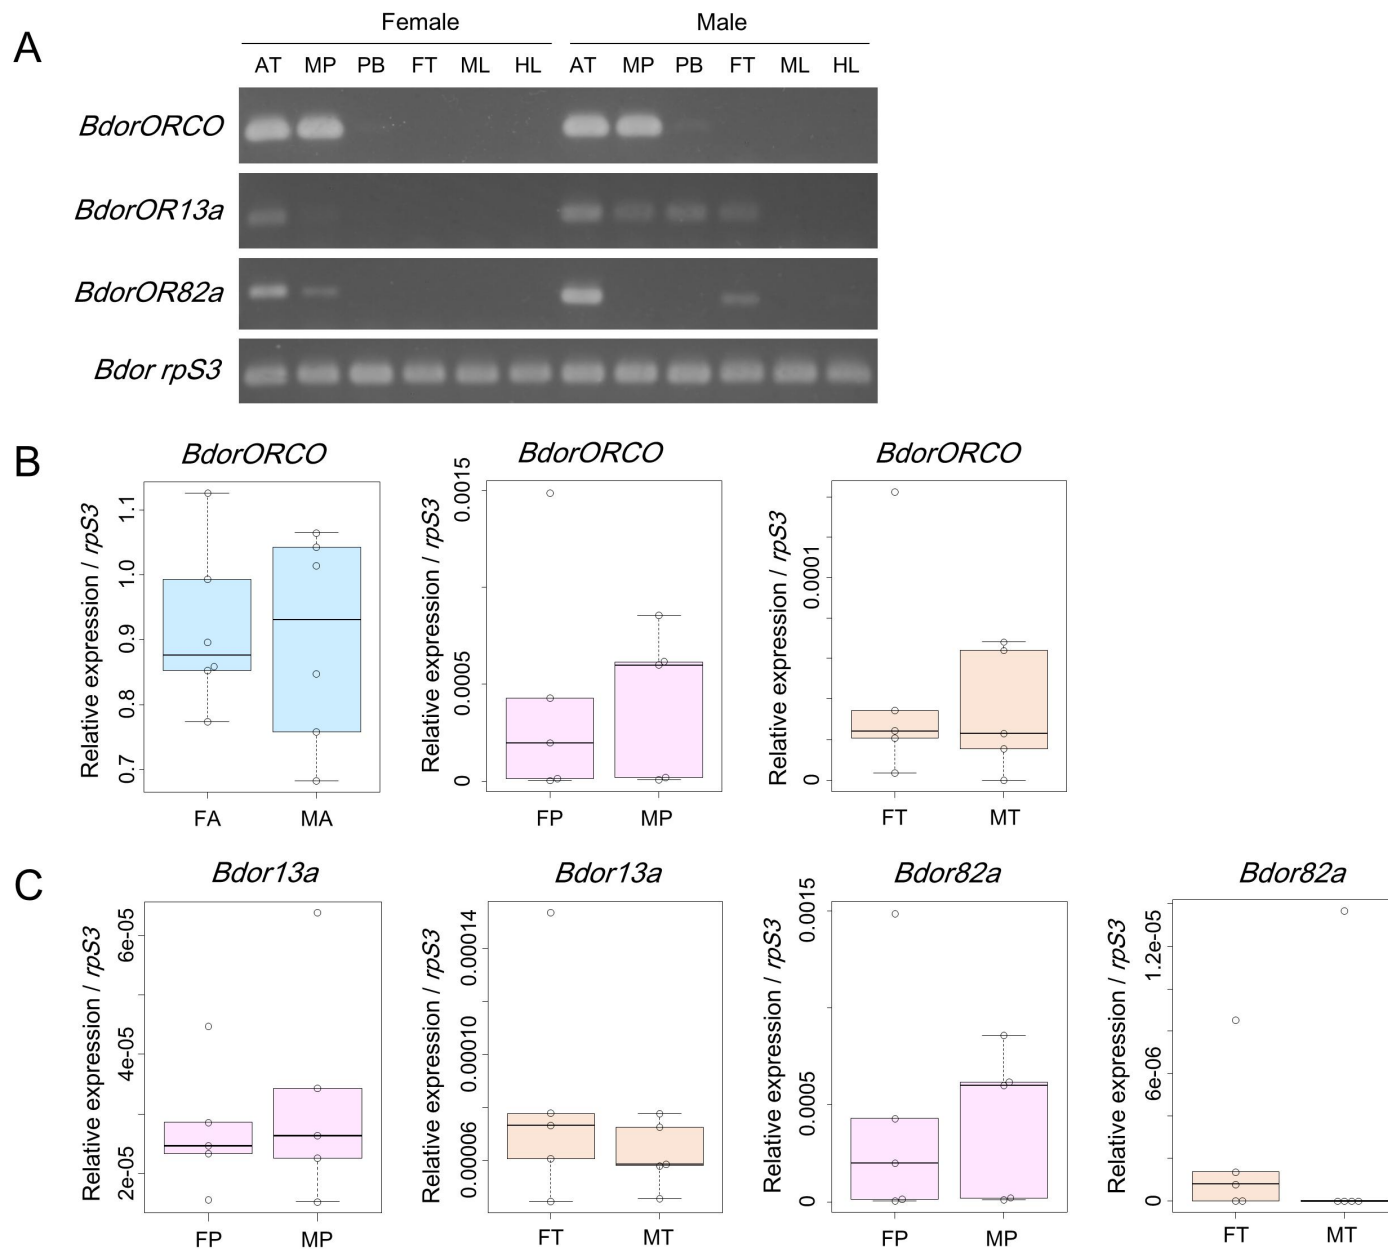 A
Female Male
AT MP PB FT ML HL AT MP PB FT ML HL
BdorORCO
BdorOR13a
BdorOR82a
Bdor rpS3
B
BdorORCO
Relative expression / rpS3
1.1
1.0
0.9
0.8
0.7
FA MA
BdorORCO
Relative expression / rpS3
0.0015
0.0005
0
FP MP
BdorORCO
Relative expression / rpS3
0.0001
0
FT MT
C
Bdor13a
Relative expression / rpS3
6e-05
4e-05
2e-05
FP MP
Bdor13a
Relative expression / rpS3
0.00014
0.00010
0.00006
FT MT
Bdor82a
Relative expression / rpS3
0.0015
0.0005
0
FP MP
Bdor82a
Relative expression / rpS3
1.2e-05
6e-06
0
FT MT